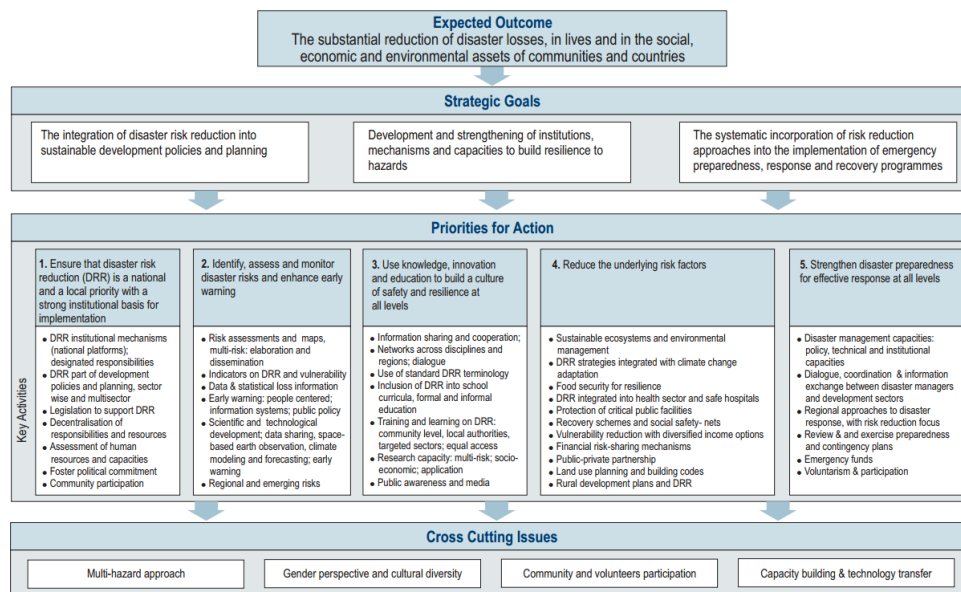 Expected Outcome
The substantial reduction of disaster losses, in lives and in the social,
economic and environmental assets of communities and countries
Strategic Goals
The integration of disaster risk reduction into
sustainable development policies and planning
Development and strengthening of institutions,
mechanisms and capacities to build resilience to
hazards
The systematic incorporation of risk reduction
approaches into the implementation of emergency
preparedness, response and recovery programmes
Priorities for Action
Key Activities
1. Ensure that disaster risk
reduction (DRR) is a national
and a local priority with a
strong institutional basis for
implementation
• DRR institutional mechanisms
(national platforms);
designated responsibilities
• DRR part of development
policies and planning, sector
wise and multisector
• Legislation to support DRR
• Decentralisation of
responsibilities and resources
• Assessment of human
resources and capacities
• Foster political commitment
• Community participation
2. Identify, assess and monitor
disaster risks and enhance early
warning
• Risk assessments and maps,
multi-risk: elaboration and
dissemination
• Indicators on DRR and vulnerability
• Data & statistical loss information
• Early warning: people centered;
information systems; public policy
• Scientific and technological
development; data sharing, space-
based earth observation, climate
modeling and forecasting; early
warning
• Regional and emerging risks
3. Use knowledge, innovation
and education to build a culture
of safety and resilience at
all levels
• Information sharing and cooperation;
• Networks across disciplines and
regions; dialogue
• Use of standard DRR terminology
• Inclusion of DRR into school
curricula, formal and informal
education
• Training and learning on DRR:
community level, local authorities,
targeted sectors; equal access
• Research capacity: multi-risk; socio-
economic; application
• Public awareness and media
4. Reduce the underlying risk factors
• Sustainable ecosystems and environmental
management
• DRR strategies integrated with climate change
adaptation
• Food security for resilience
• DRR integrated into health sector and safe hospitals
• Protection of critical public facilities
• Recovery schemes and social safety- nets
• Vulnerability reduction with diversified income options
• Financial risk-sharing mechanisms
• Public-private partnership
• Land use planning and building codes
• Rural development plans and DRR
5. Strengthen disaster preparedness
for effective response at all levels
• Disaster management capacities:
policy, technical and institutional
capacities
• Dialogue, coordination & information
exchange between disaster managers
and development sectors
• Regional approaches to disaster
response, with risk reduction focus
• Review & and exercise preparedness
and contingency plans
• Emergency funds
• Voluntarism & participation
Cross Cutting Issues
Multi-hazard approach
Gender perspective and cultural diversity
Community and volunteers participation
Capacity building & technology transfer